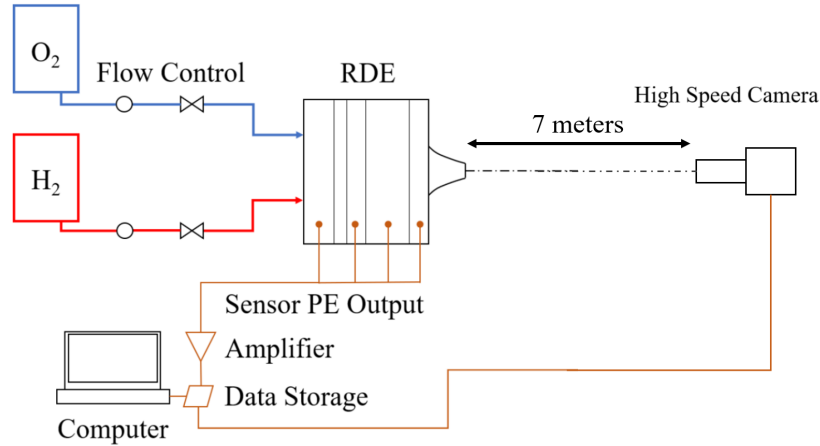 O₂
Flow Control
RDE
High Speed Camera
7 meters
H₂
Sensor PE Output
Amplifier
Data Storage
Computer